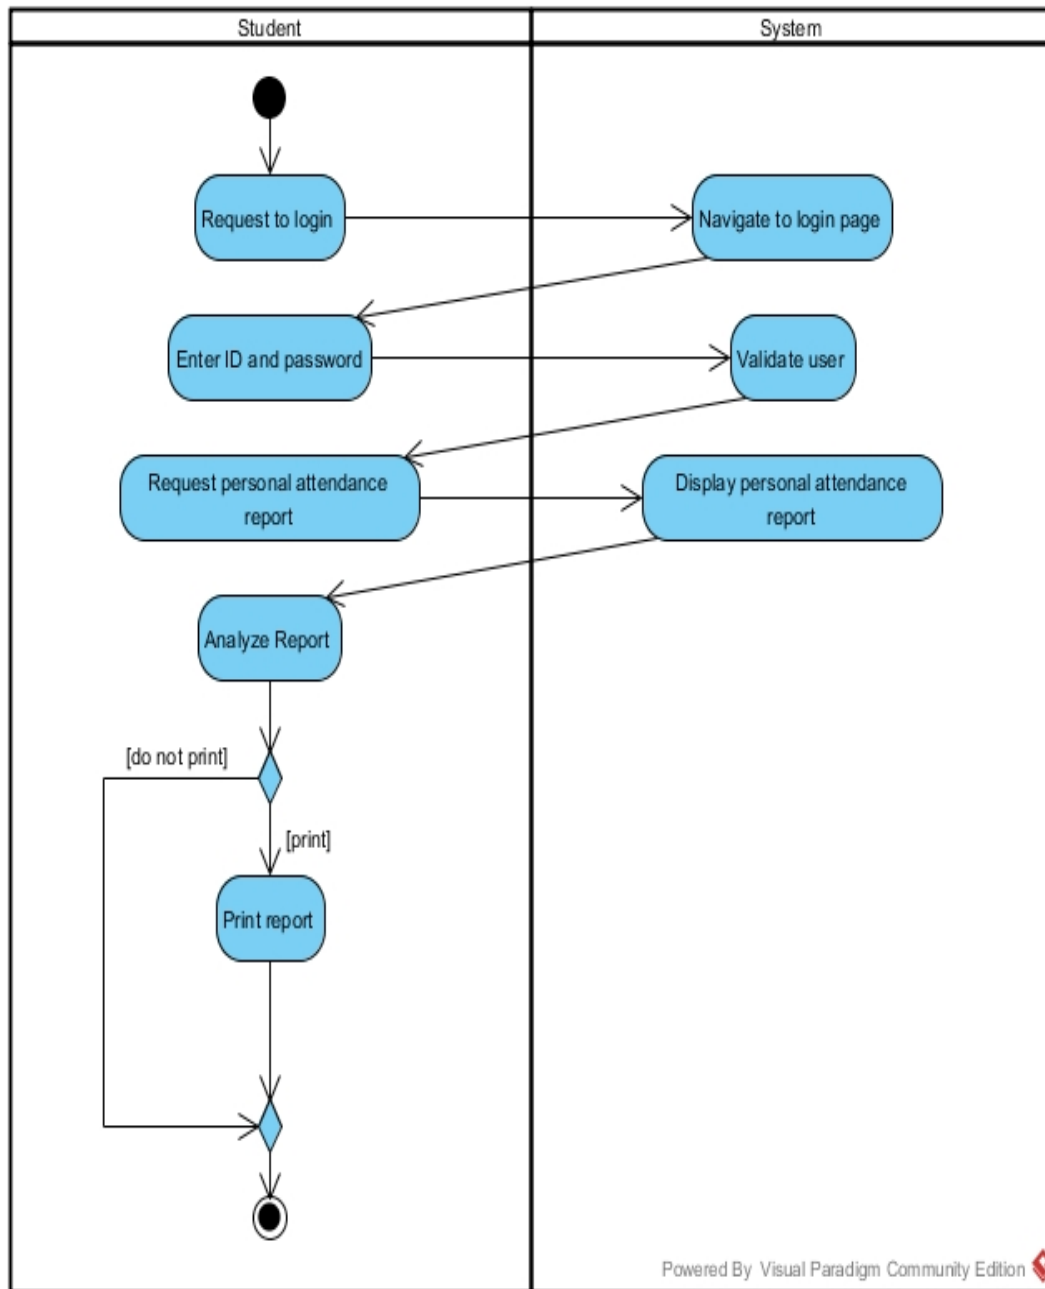 Student
System
Request to login
Navigate to login page
Enter ID and password
Validate user
Request personal attendance
report
Display personal attendance
report
Analyze Report
[do not print]
[print]
Print report
Powered By Visual Paradigm Community Edition